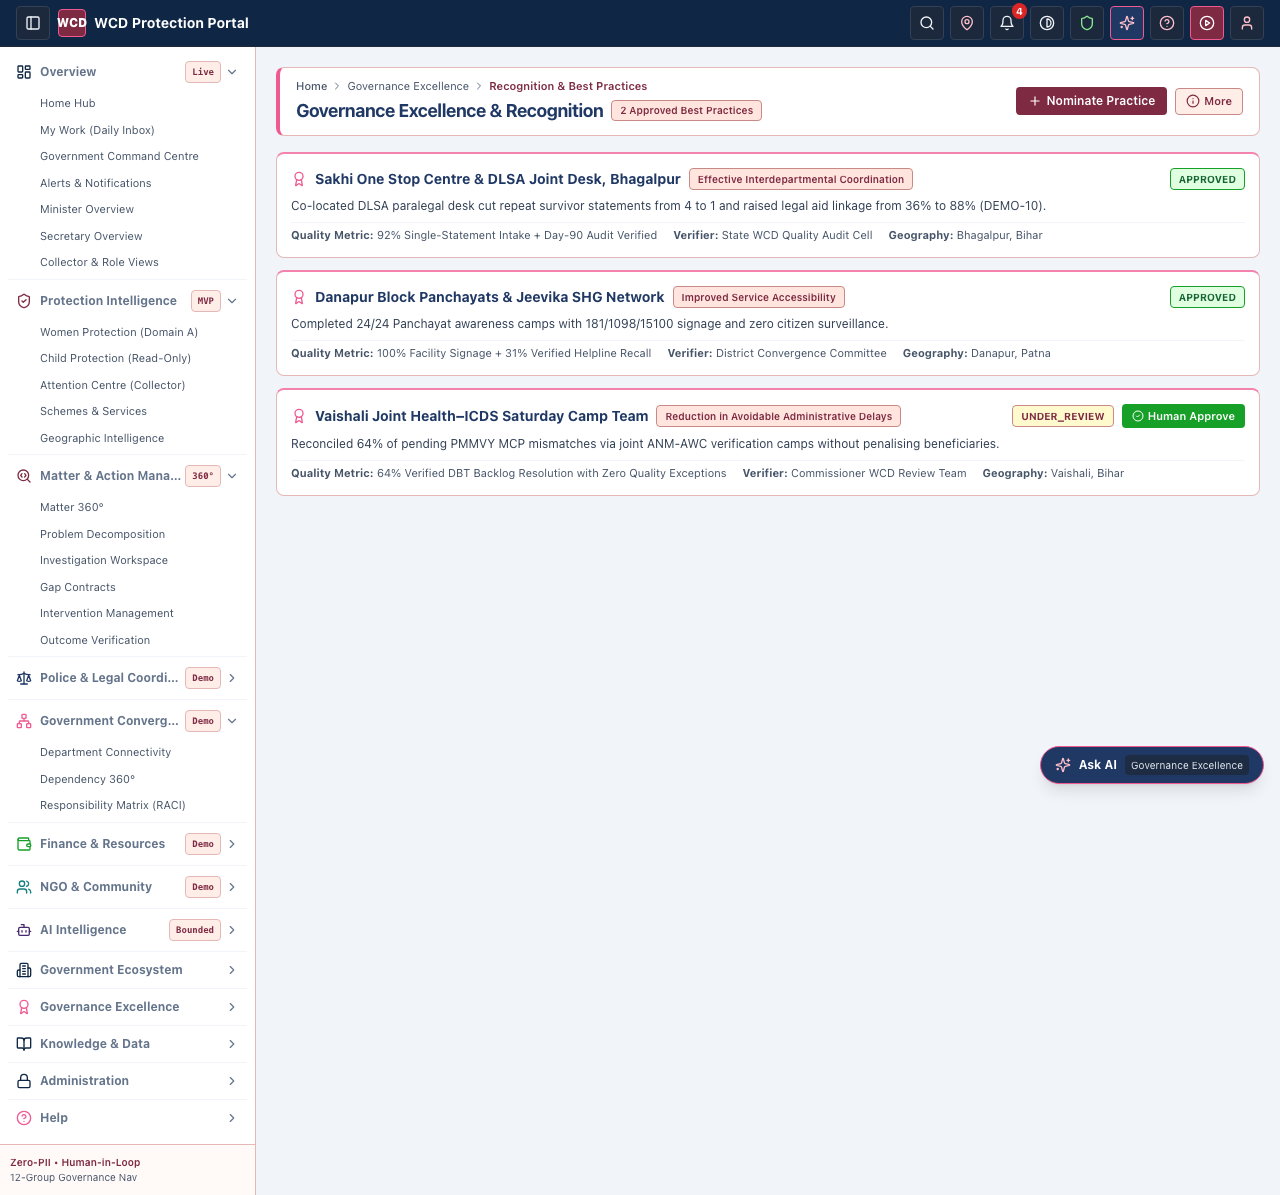 WCD WCD Protection Portal
4
Overview Live
Home Hub
My Work (Daily Inbox)
Government Command Centre
Alerts & Notifications
Minister Overview
Secretary Overview
Collector & Role Views
Protection Intelligence MVP
Women Protection (Domain A)
Child Protection (Read-Only)
Attention Centre (Collector)
Schemes & Services
Geographic Intelligence
Matter & Action Mana... 360°
Matter 360°
Problem Decomposition
Investigation Workspace
Gap Contracts
Intervention Management
Outcome Verification
Police & Legal Coordi... Demo
Government Converg... Demo
Department Connectivity
Dependency 360°
Responsibility Matrix (RACI)
Finance & Resources Demo
NGO & Community Demo
AI Intelligence Bounded
Government Ecosystem
Governance Excellence
Knowledge & Data
Administration
Help
Zero-PII • Human-in-Loop
12-Group Governance Nav
Home > Governance Excellence > Recognition & Best Practices
Governance Excellence & Recognition 2 Approved Best Practices
+ Nominate Practice More
Sakhi One Stop Centre & DLSA Joint Desk, Bhagalpur Effective Interdepartmental Coordination APPROVED
Co-located DLSA paralegal desk cut repeat survivor statements from 4 to 1 and raised legal aid linkage from 36% to 88% (DEMO-10).
Quality Metric: 92% Single-Statement Intake + Day-90 Audit Verified Verifier: State WCD Quality Audit Cell Geography: Bhagalpur, Bihar
Danapur Block Panchayats & Jeevika SHG Network Improved Service Accessibility APPROVED
Completed 24/24 Panchayat awareness camps with 181/1098/15100 signage and zero citizen surveillance.
Quality Metric: 100% Facility Signage + 31% Verified Helpline Recall Verifier: District Convergence Committee Geography: Danapur, Patna
Vaishali Joint Health–ICDS Saturday Camp Team Reduction in Avoidable Administrative Delays UNDER_REVIEW Human Approve
Reconciled 64% of pending PMMVY MCP mismatches via joint ANM-AWC verification camps without penalising beneficiaries.
Quality Metric: 64% Verified DBT Backlog Resolution with Zero Quality Exceptions Verifier: Commissioner WCD Review Team Geography: Vaishali, Bihar
Ask AI Governance Excellence